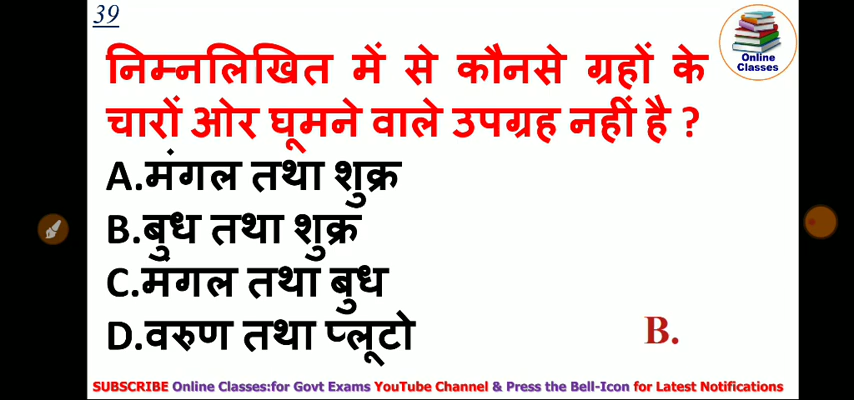 39
Online
Classes
निम्नलिखित में से कौनसे ग्रहों के
चारों ओर घूमने वाले उपग्रह नहीं है ?
A.मंगल तथा शुक्र
B.बुध तथा शुक्र
C.मंगल तथा बुध
D.वरुण तथा प्लूटो
B.
SUBSCRIBE Online Classes:for Govt Exams YouTube Channel & Press the Bell-Icon for Latest Notifications